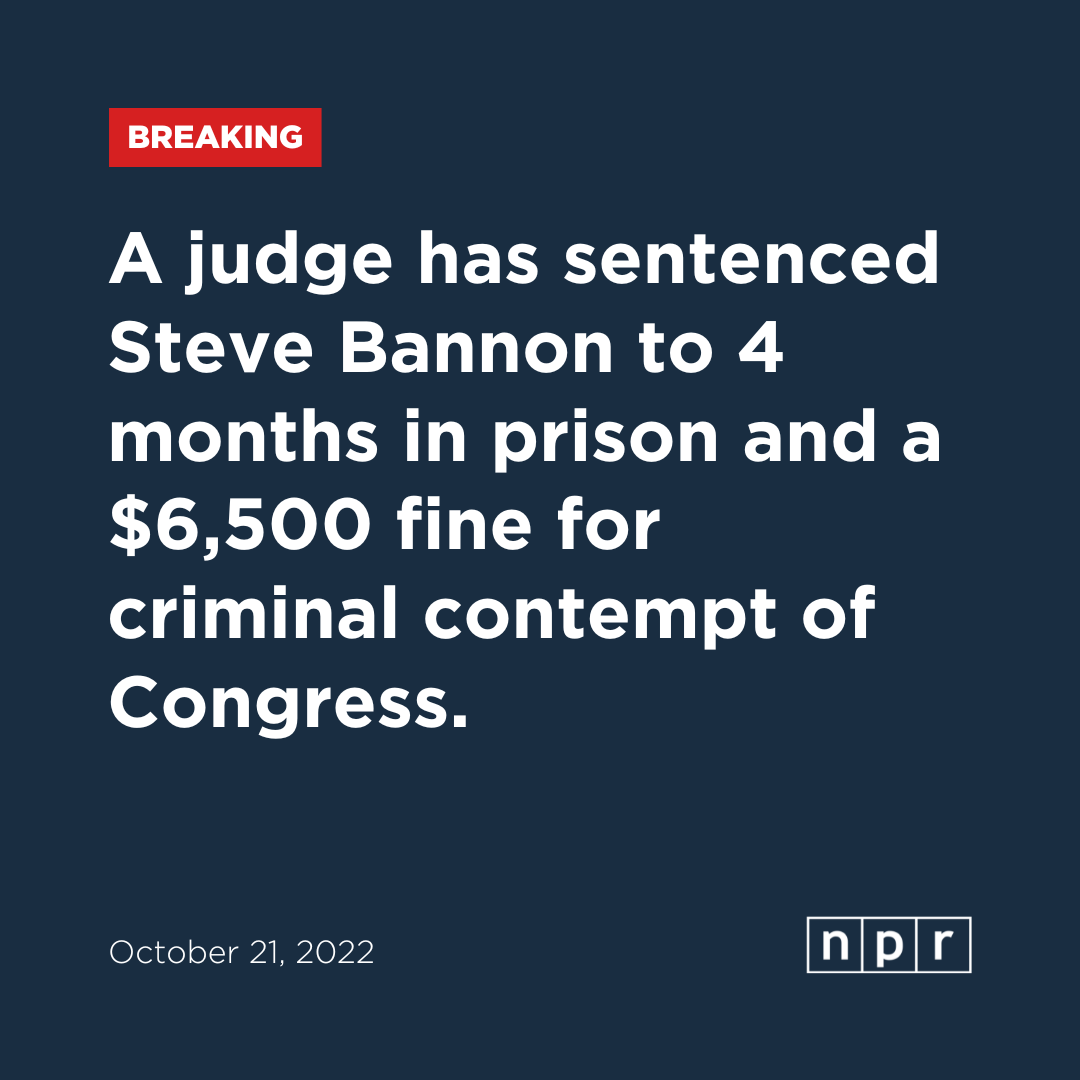 BREAKING
A judge has sentenced
Steve Bannon to 4
months in prison and a
$6,500 fine for
criminal contempt of
Congress.
October 21, 2022
npr